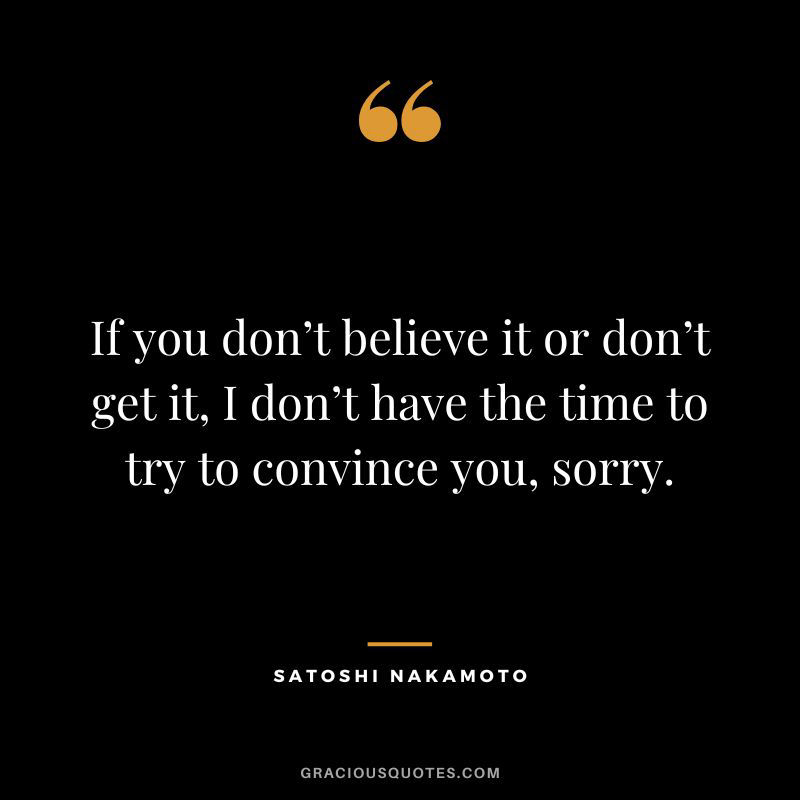 “
If you don’t believe it or don’t
get it, I don’t have the time to
try to convince you, sorry.
SATOSHI NAKAMOTO
GRACIOUSQUOTES.COM